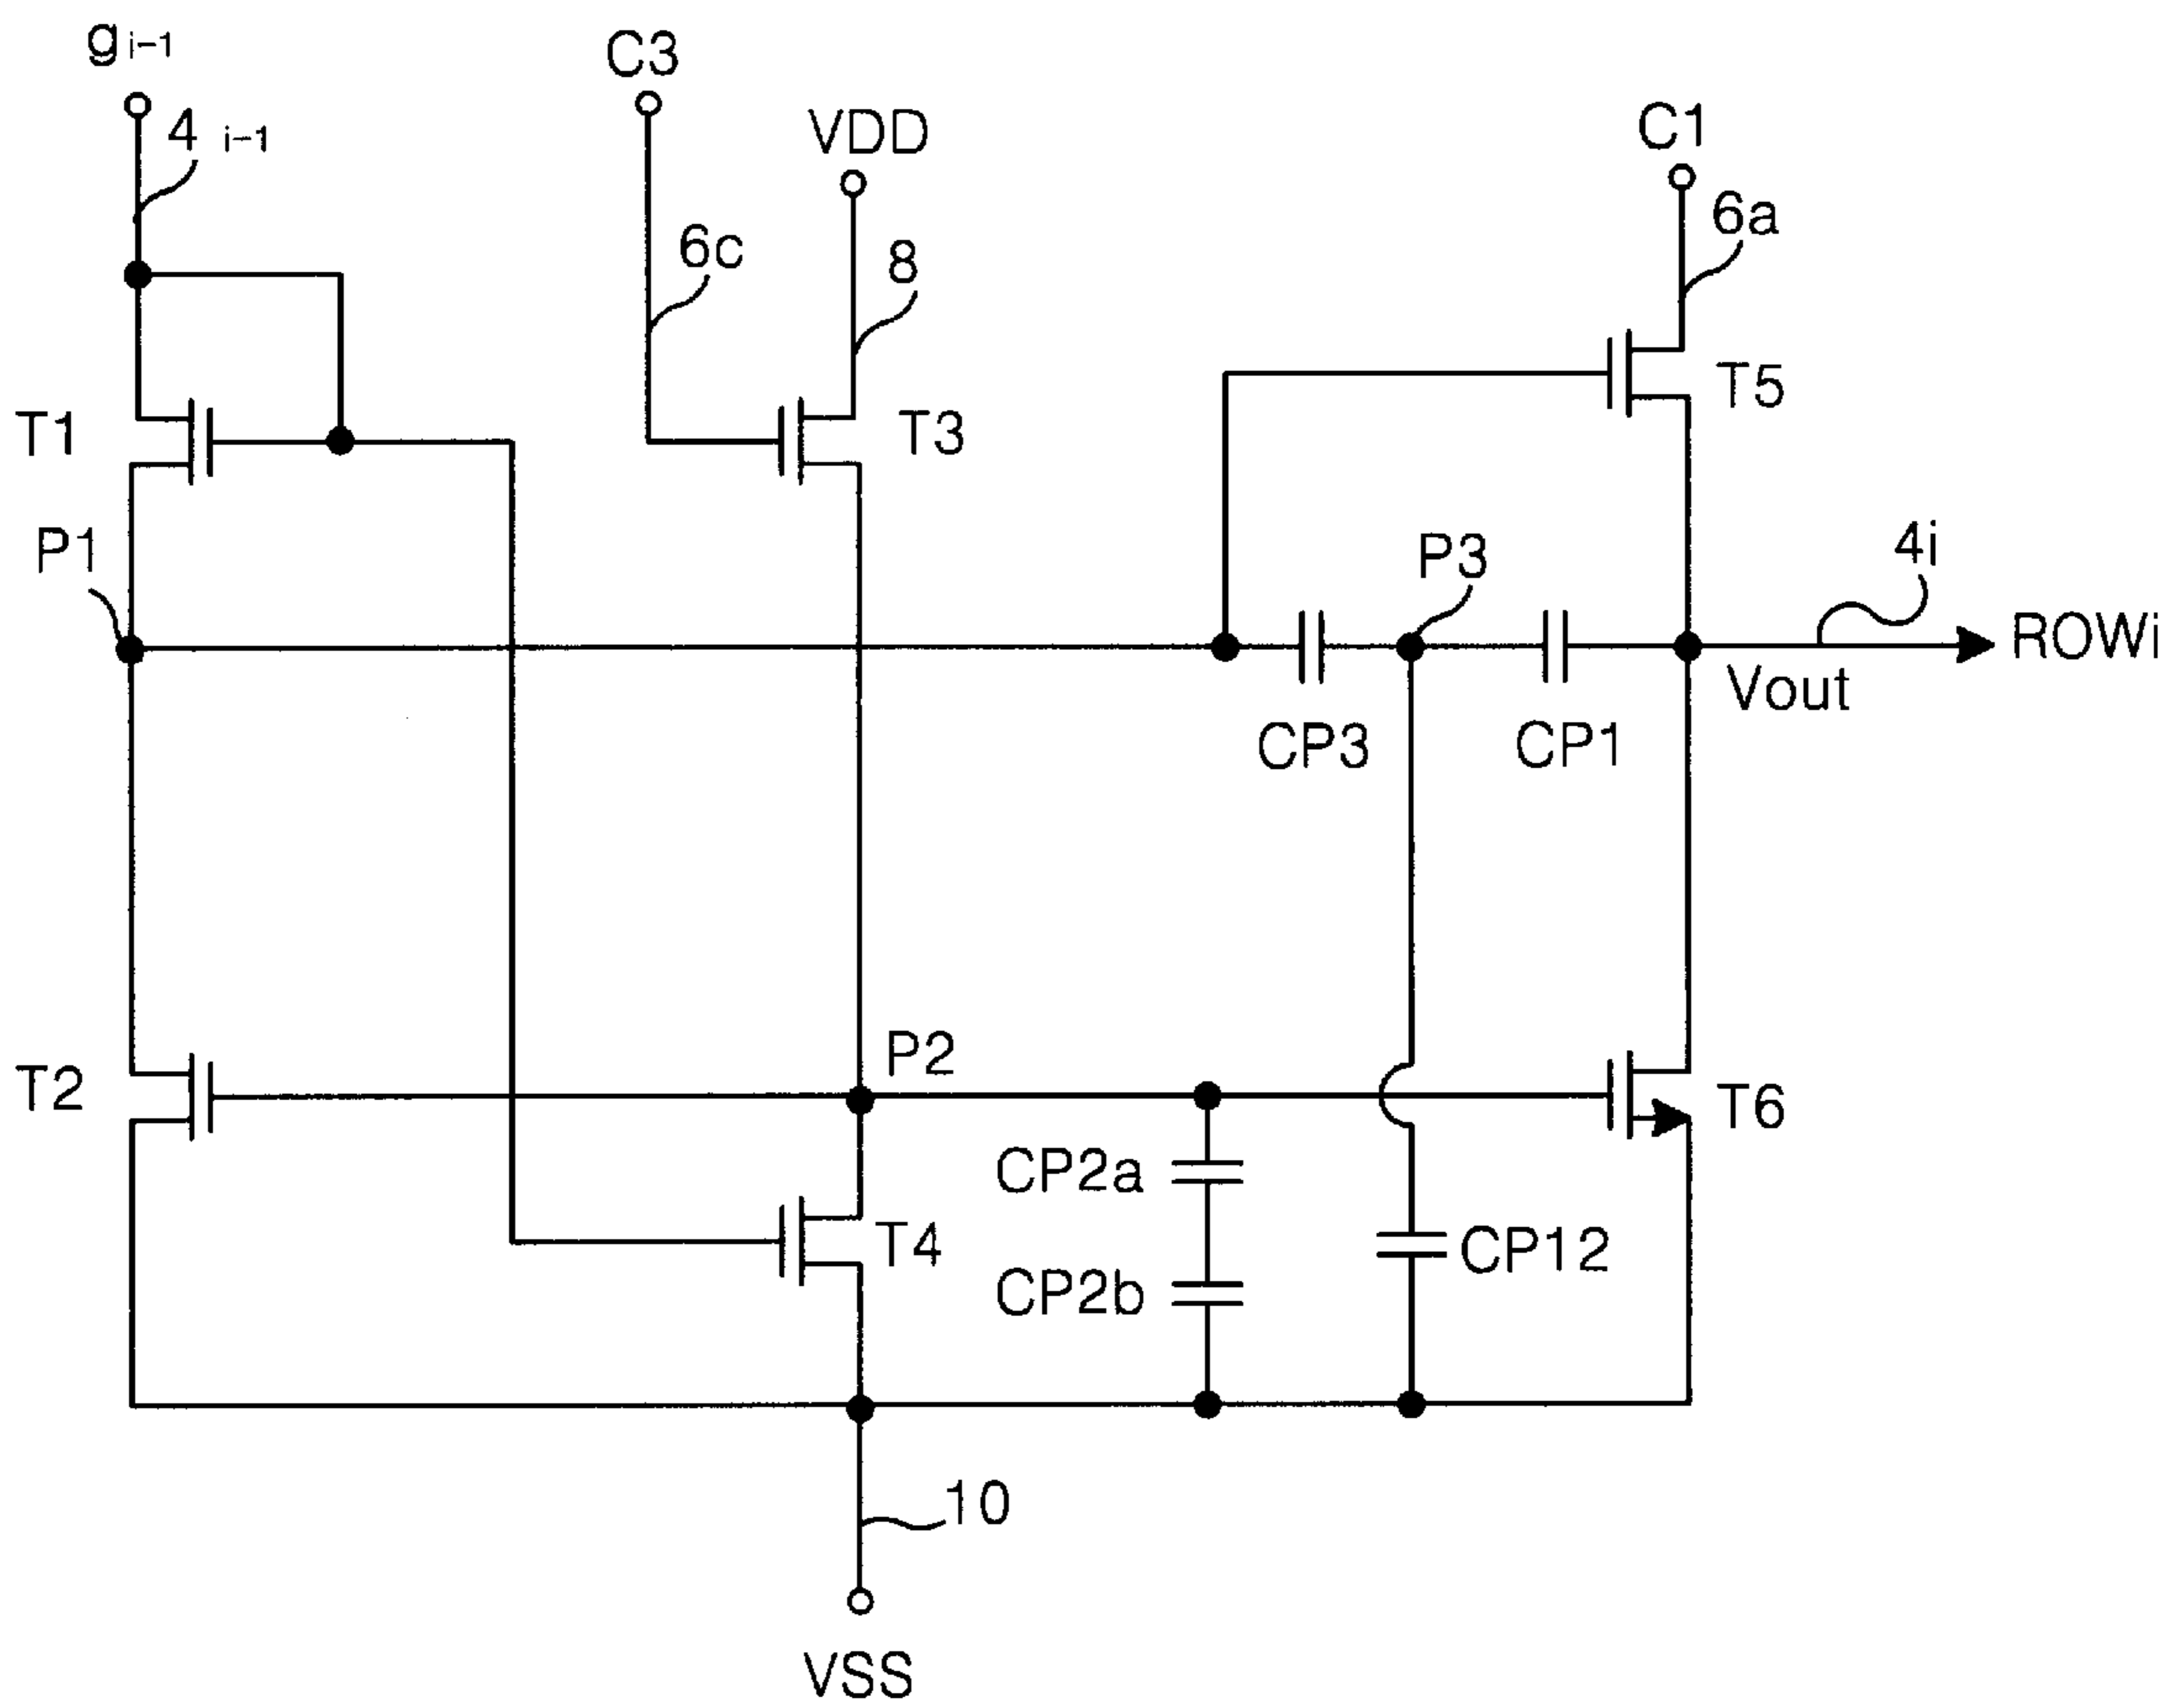 gi-1
C3
VDD
C1
4 i-1
6a
6c
8
T1
T3
T5
P1
P3
4i
ROWi
Vout
CP3
CP1
P2
T2
T6
CP2a
T4
CP12
CP2b
10
VSS